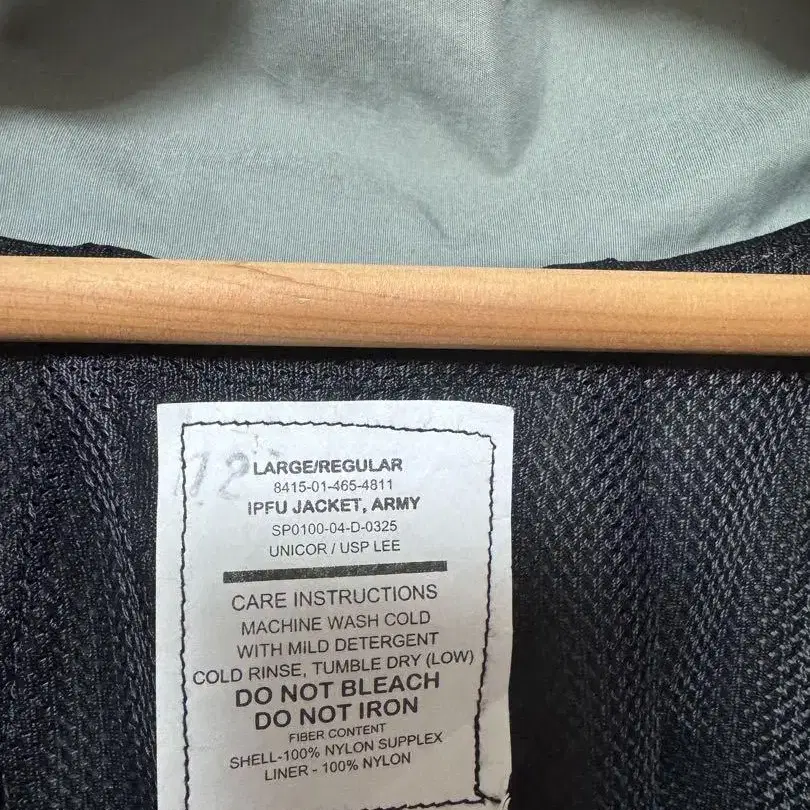 12
LARGE/REGULAR
8415-01-465-4811
IPFU JACKET, ARMY
SP0100-04-D-0325
UNICOR / USP LEE
CARE INSTRUCTIONS
MACHINE WASH COLD
WITH MILD DETERGENT
COLD RINSE, TUMBLE DRY (LOW)
DO NOT BLEACH
DO NOT IRON
FIBER CONTENT
SHELL-100% NYLON SUPPLEX
LINER - 100% NYLON